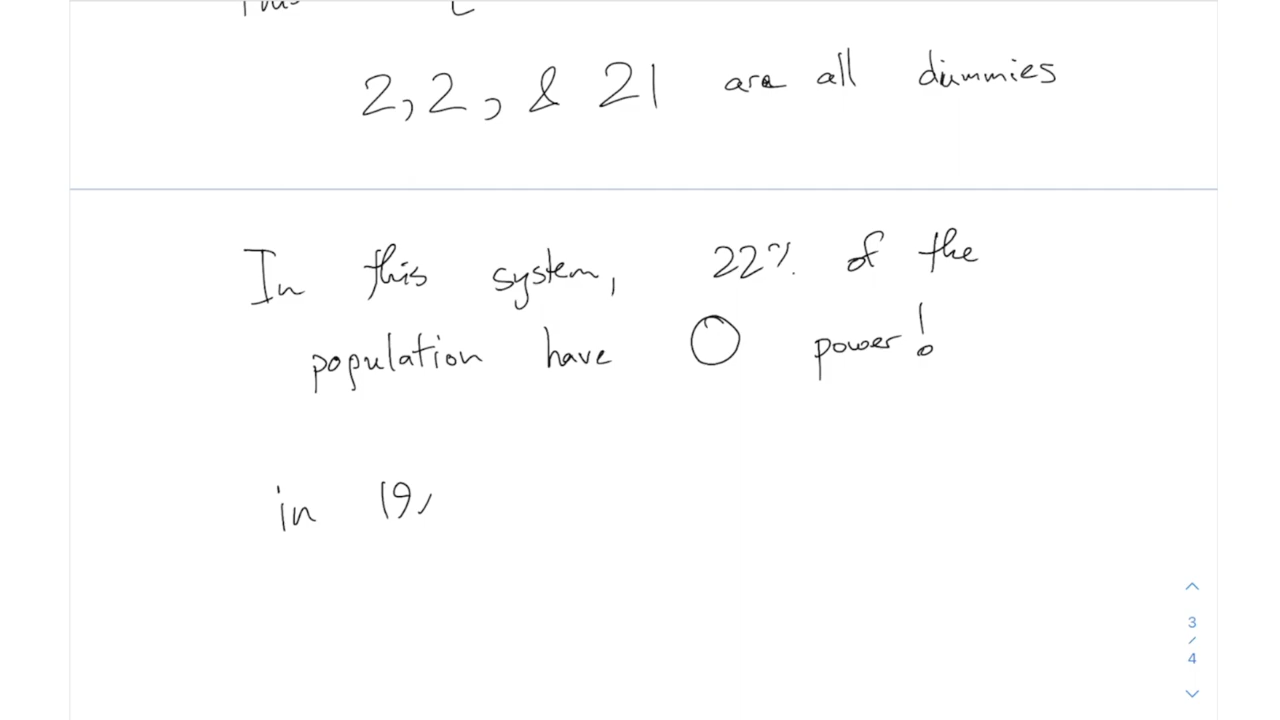 2, 2, & 21 are all dummies
In this system, 22% of the
population have 0 power!
in 19
3
/
4